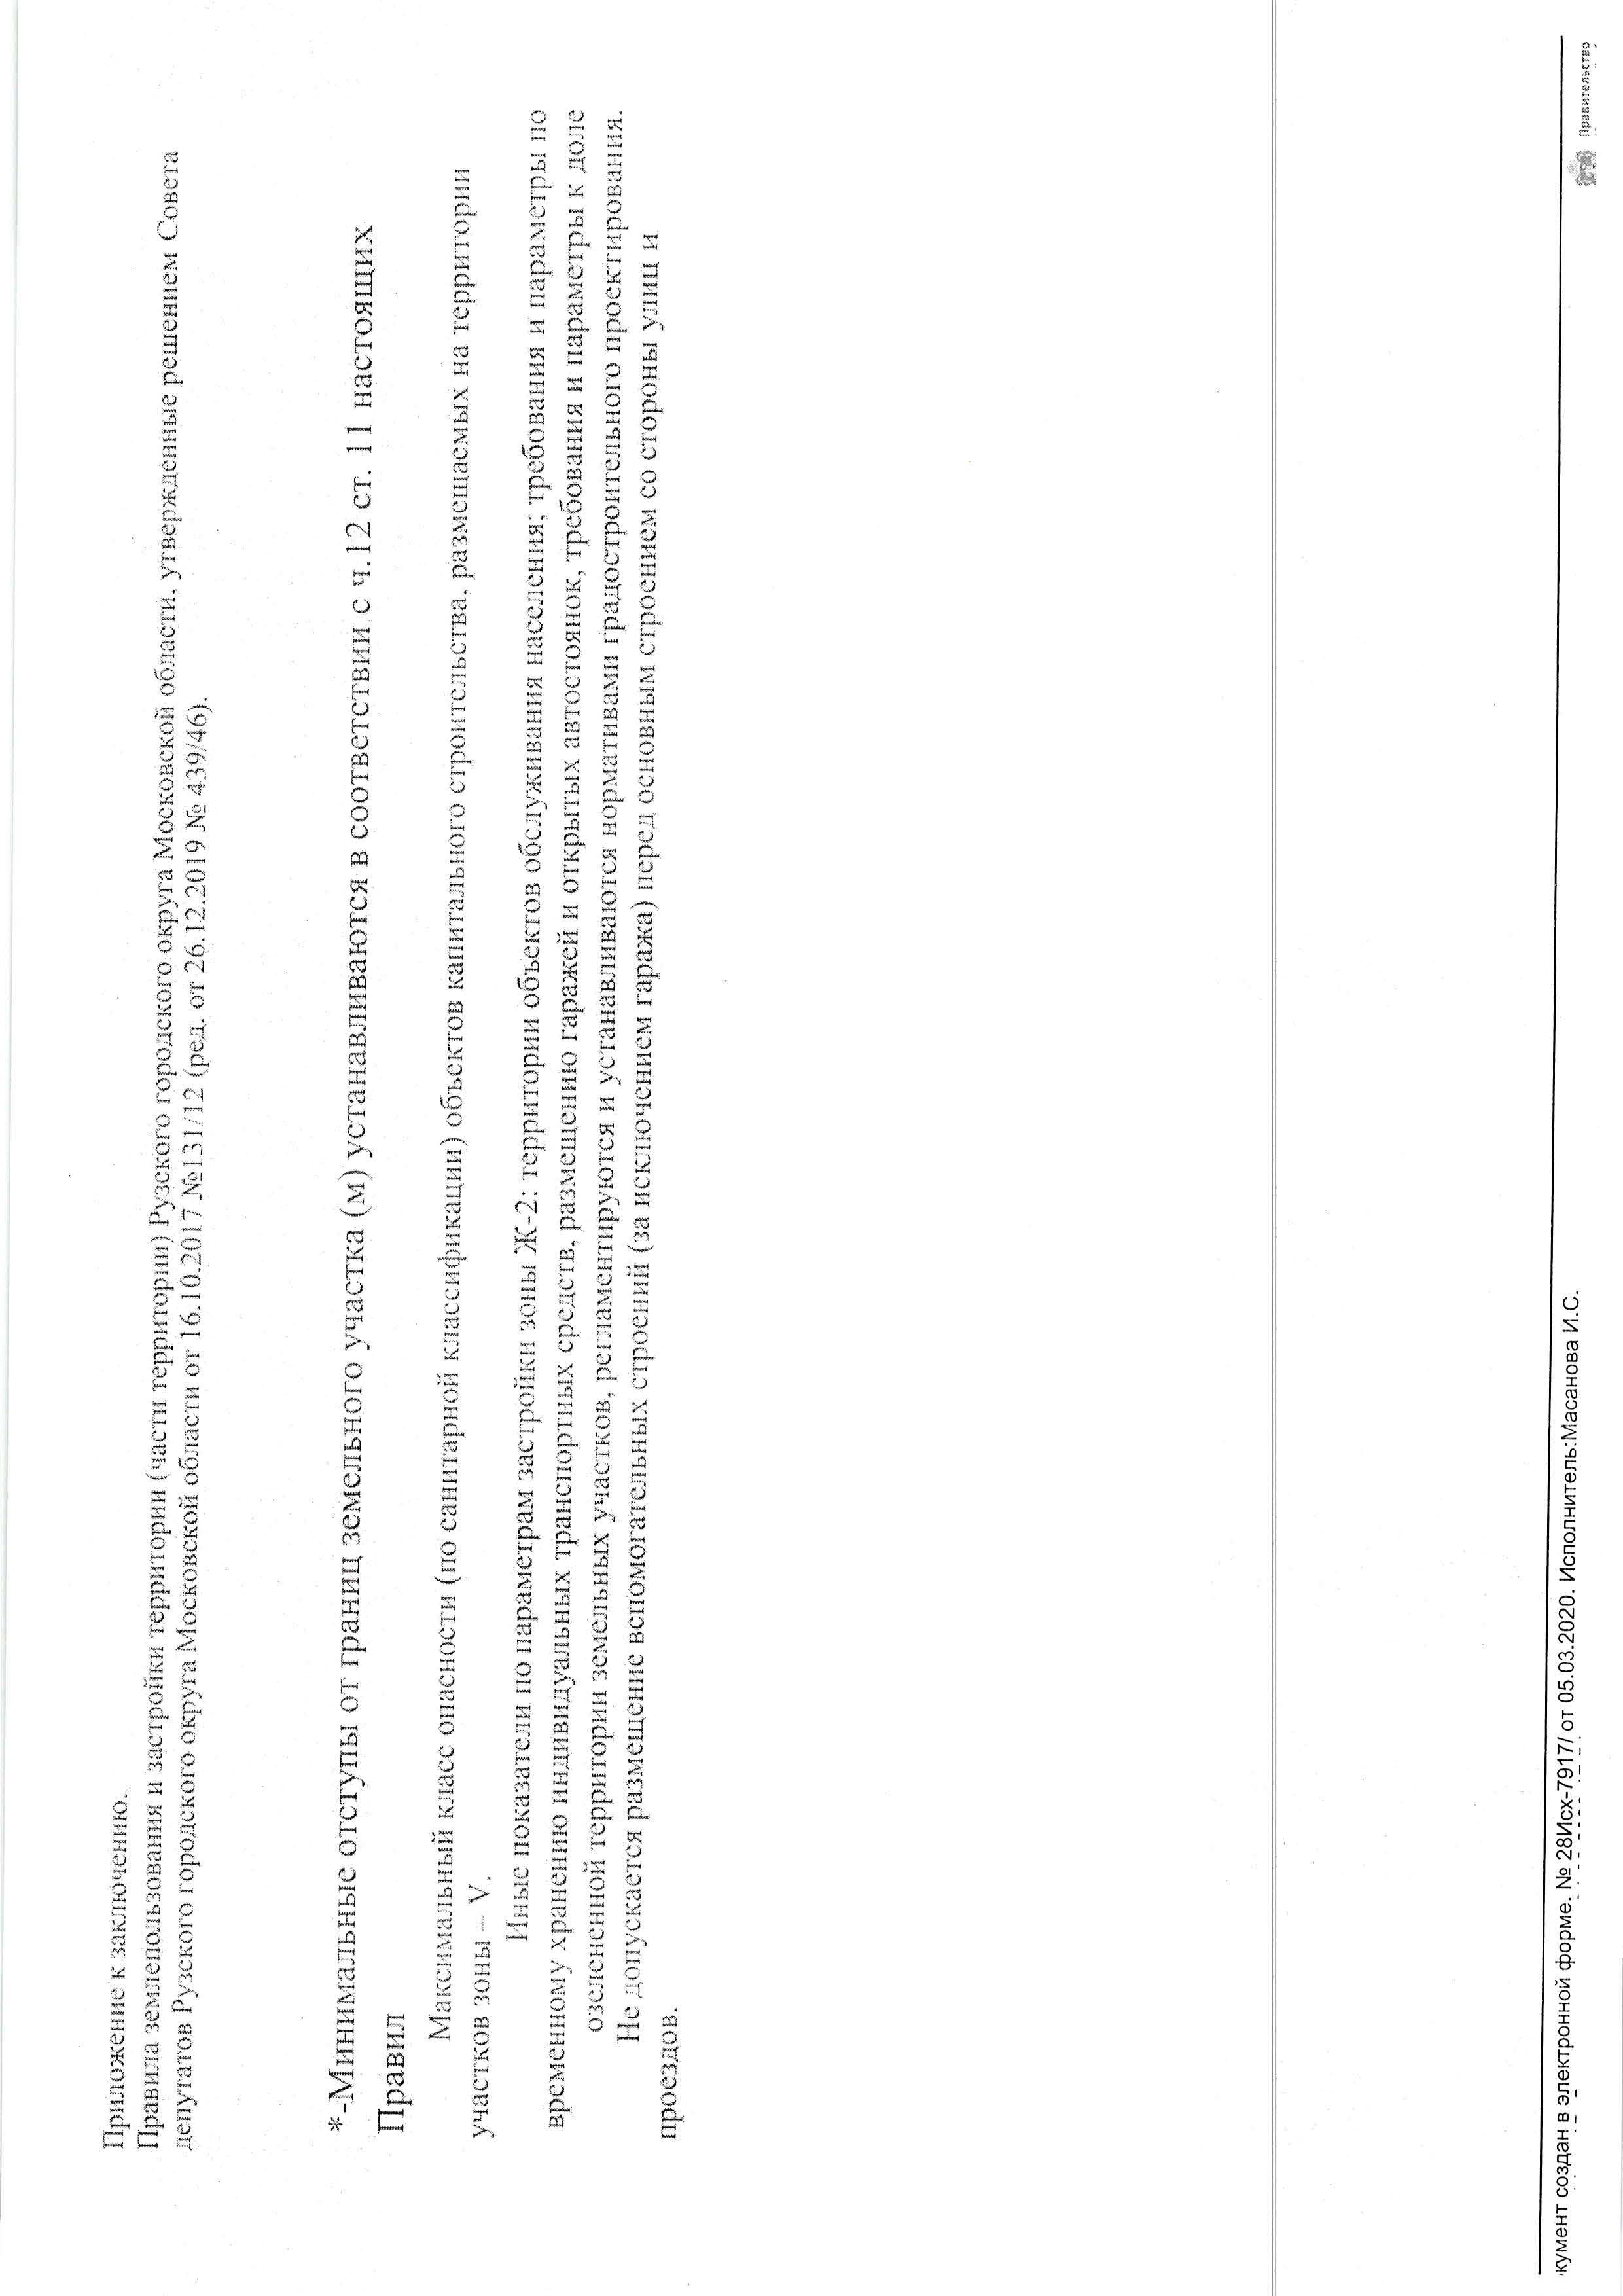 Приложение к заключению.
Правила землепользования и застройки территории (части территории) Рузского городского округа Московской области, утвержденные решением Совета
депутатов Рузского городского округа Московской области от 16.10.2017 №131/12 (ред. от 26.12.2019 № 439/46).
*-Минимальные отступы от границ земельного участка (м) устанавливаются в соответствии с ч.12 ст. 11 настоящих
Правил
Максимальный класс опасности (по санитарной классификации) объектов капитального строительства, размещаемых на территории
участков зоны – V.
Иные показатели по параметрам застройки зоны Ж-2: территории объектов обслуживания населения; требования и параметры по
временному хранению индивидуальных транспортных средств, размещению гаражей и открытых автостоянок, требования и параметры к доле
озелененной территории земельных участков, регламентируются и устанавливаются нормативами градостроительного проектирования.
Не допускается размещение вспомогательных строений (за исключением гаража) перед основным строением со стороны улиц и
проездов.
кумент создан в электронной форме. № 28Исх-7917/ от 05.03.2020. Исполнитель:Масанова И.С.
Правительство